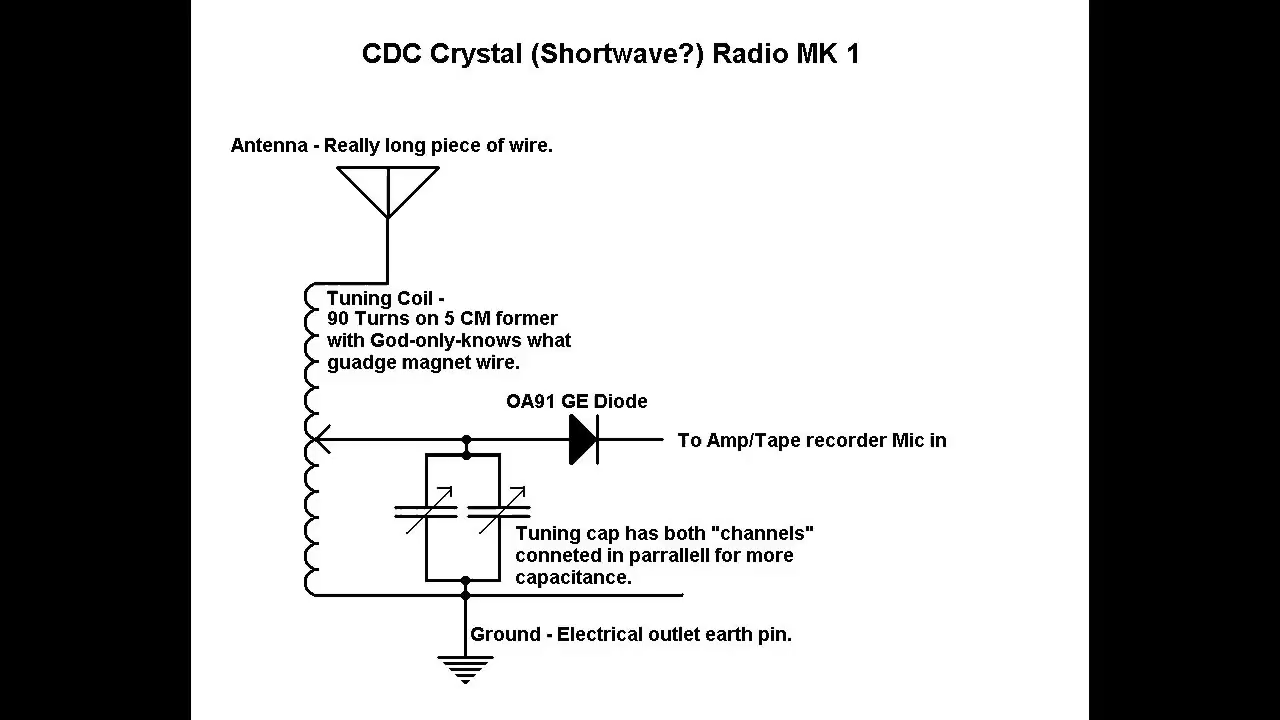 CDC Crystal (Shortwave?) Radio MK 1
Antenna - Really long piece of wire.
Tuning Coil -
90 Turns on 5 CM former
with God-only-knows what
guadge magnet wire.
OA91 GE Diode
To Amp/Tape recorder Mic in
Tuning cap has both "channels"
conneted in parrallell for more
capacitance.
Ground - Electrical outlet earth pin.